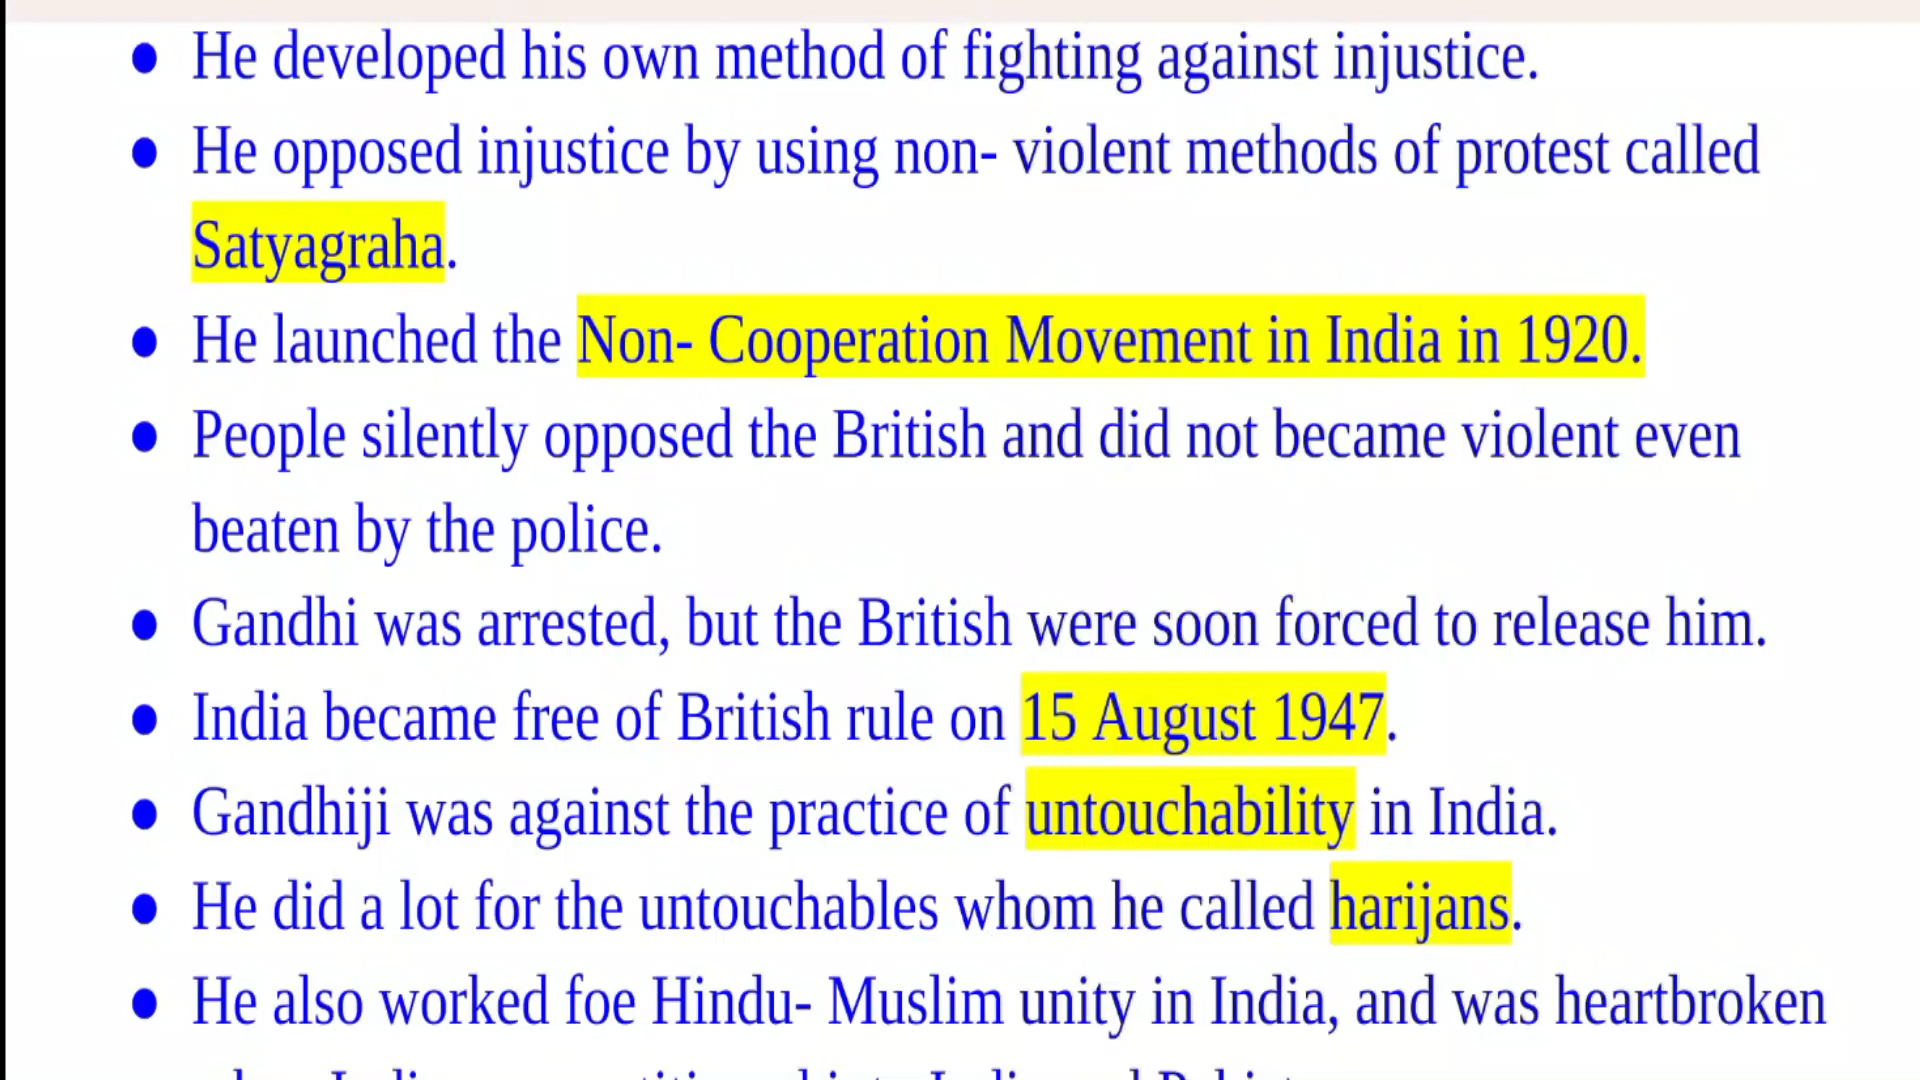 ● He developed his own method of fighting against injustice.
● He opposed injustice by using non- violent methods of protest called
Satyagraha.
● He launched the Non- Cooperation Movement in India in 1920.
● People silently opposed the British and did not became violent even
beaten by the police.
● Gandhi was arrested, but the British were soon forced to release him.
● India became free of British rule on 15 August 1947.
● Gandhiji was against the practice of untouchability in India.
● He did a lot for the untouchables whom he called harijans.
● He also worked foe Hindu- Muslim unity in India, and was heartbroken